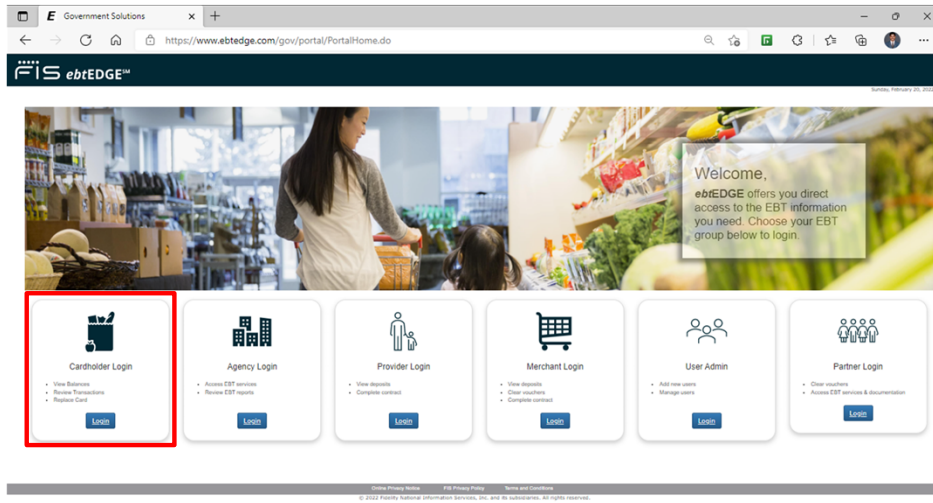 Government Solutions
https://www.ebtedge.com/gov/portal/PortalHome.do
FIS ebtEDGE℠
Sunday, February 20, 2022
Welcome,
ebtEDGE offers you direct
access to the EBT information
you need. Choose your EBT
group below to login.
Cardholder Login
• View Balances
• Review Transactions
• Replace Card
Login
Agency Login
• Access EBT services
• Review EBT reports
Login
Provider Login
• View deposits
• Complete contract
Login
Merchant Login
• View deposits
• Clear vouchers
• Complete contract
Login
User Admin
• Add new users
• Manage users
Login
Partner Login
• Clear vouchers
• Access EBT services & documentation
Login
Online Privacy Notice FIS Privacy Policy Terms and Conditions
© 2022 Fidelity National Information Services, Inc. and its subsidiaries. All rights reserved.